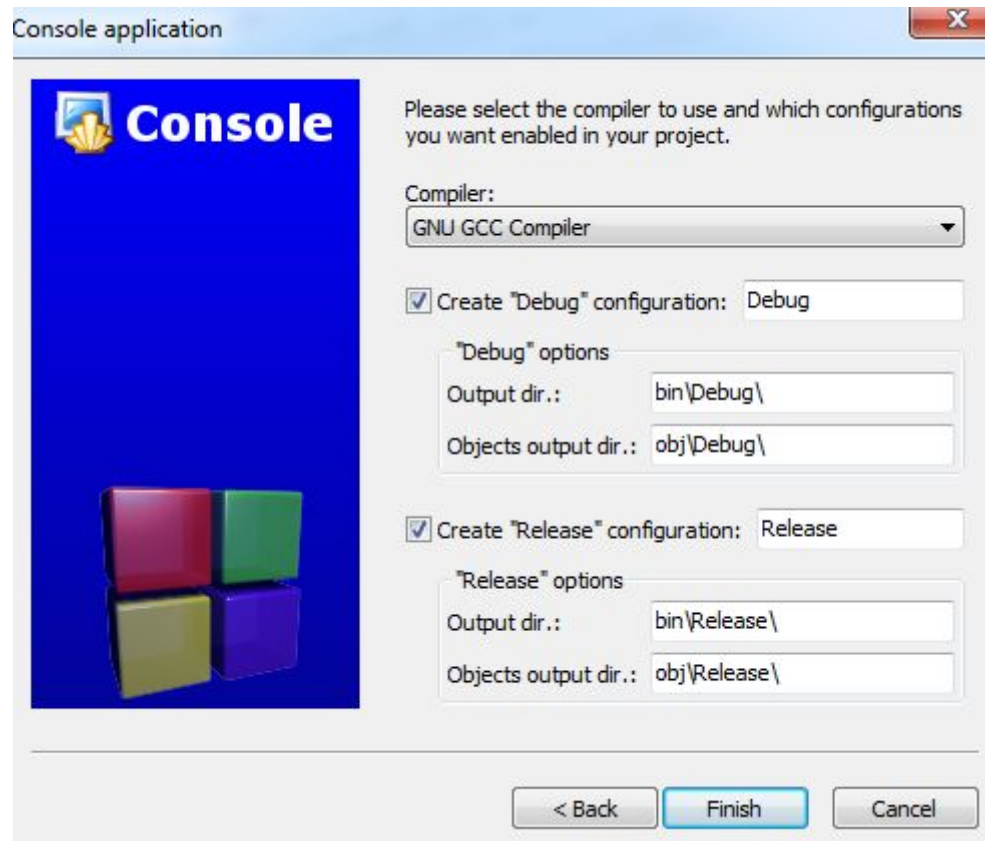 Console application
Console
Please select the compiler to use and which configurations
you want enabled in your project.
Compiler:
GNU GCC Compiler
Create "Debug" configuration: Debug
"Debug" options
Output dir.: bin\Debug\
Objects output dir.: obj\Debug\
Create "Release" configuration: Release
"Release" options
Output dir.: bin\Release\
Objects output dir.: obj\Release\
< Back Finish Cancel